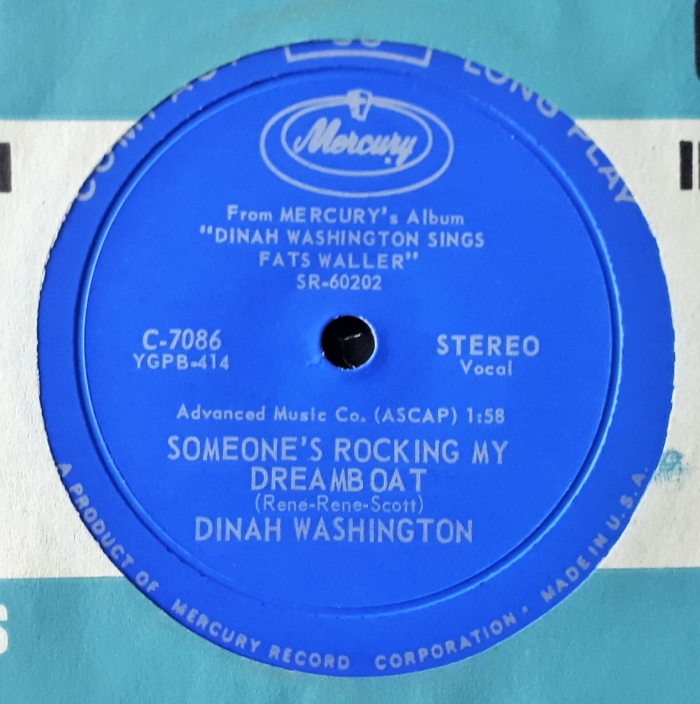 COMPACT 33 LONG PLAY
Mercury
From MERCURY's Album
"DINAH WASHINGTON SINGS
FATS WALLER"
SR-60202
C-7086
YGPB-414
STEREO
Vocal
Advanced Music Co. (ASCAP) 1:58
SOMEONE'S ROCKING MY
DREAMBOAT
(Rene-Rene-Scott)
DINAH WASHINGTON
A PRODUCT OF MERCURY RECORD CORPORATION • MADE IN U.S.A.